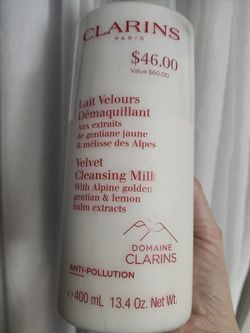 CLARINS
PARIS
$46.00
Value $60.00
Lait Velours
Démaquillant
Aux extraits
de gentiane jaune
& mélisse des Alpes
Velvet
Cleansing Milk
With Alpine golden
gentian & lemon
balm extracts
DOMAINE
CLARINS
ANTI-POLLUTION
e 400 mL 13.4 Oz. Net Wt.